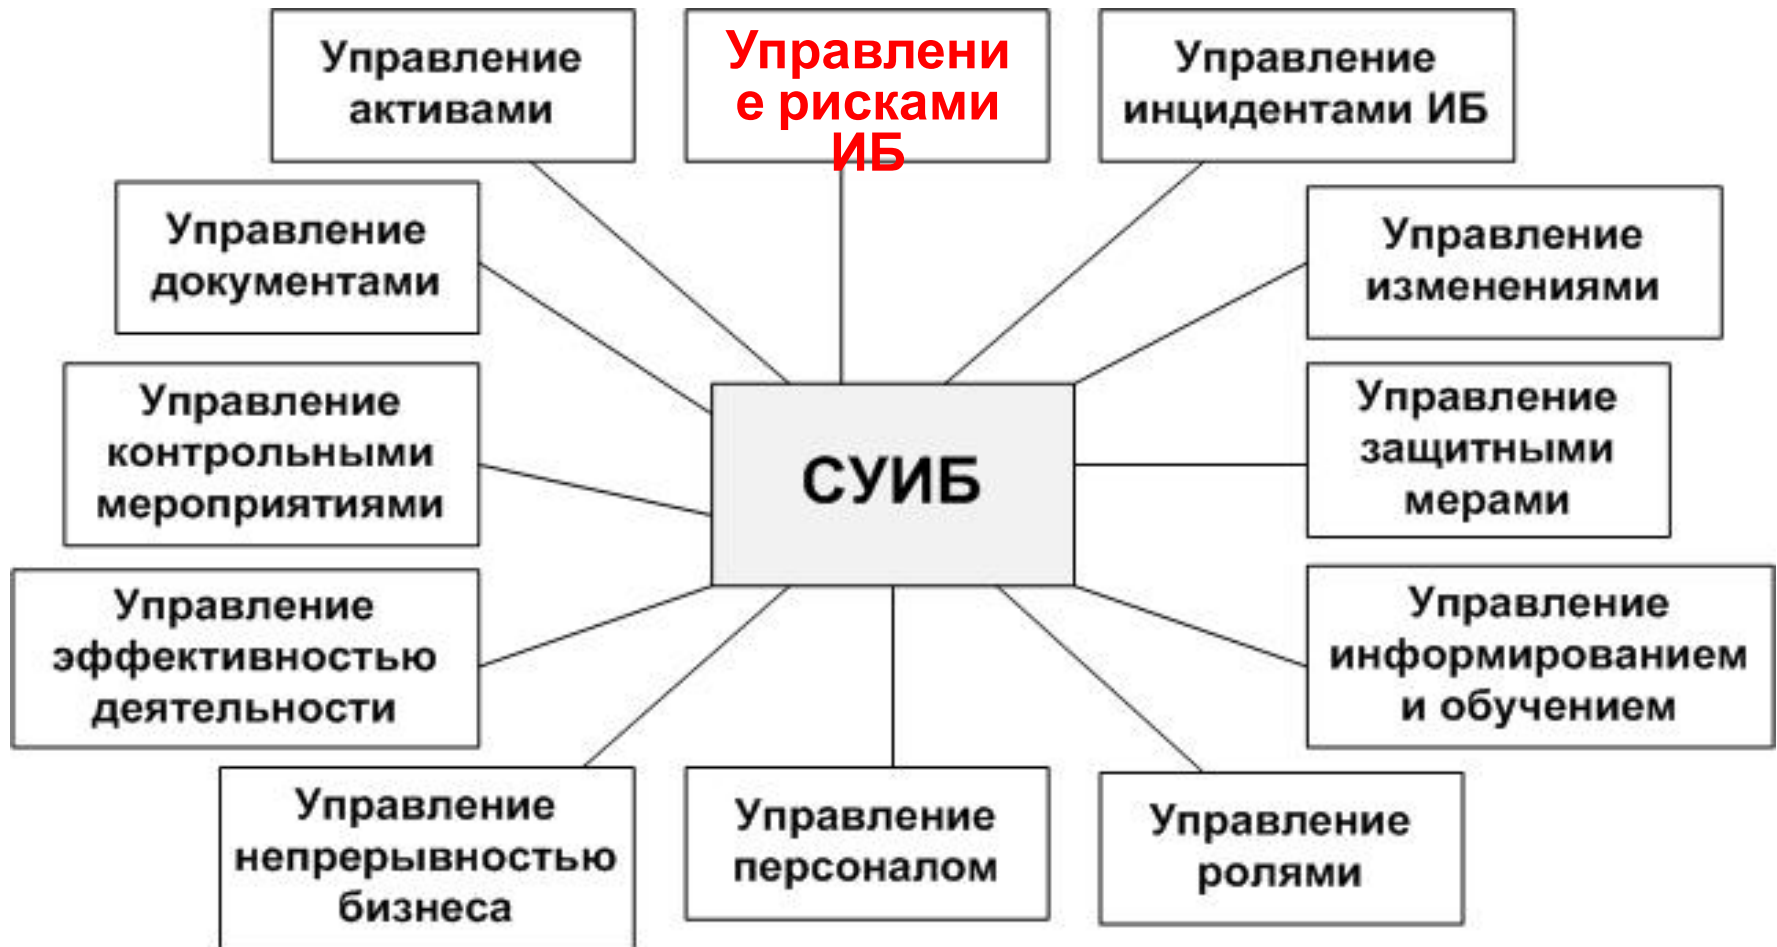 Управление
активами
Управлени
е рисками
ИБ
Управление
инцидентами ИБ
Управление
документами
Управление
изменениями
Управление
контрольными
мероприятиями
СУИБ
Управление
защитными
мерами
Управление
эффективностью
деятельности
Управление
информированием
и обучением
Управление
непрерывностью
бизнеса
Управление
персоналом
Управление
ролями